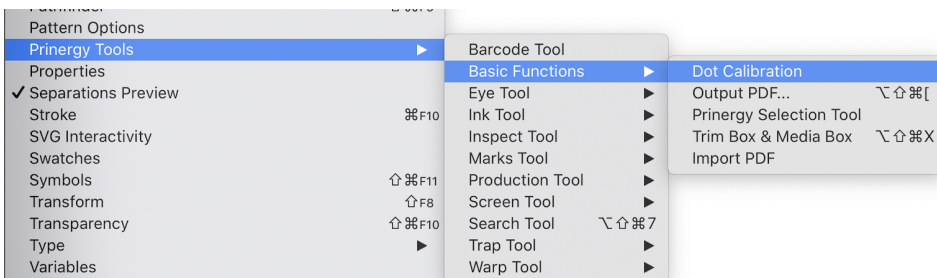 Pattern Options
Prinergy Tools ▶
Properties
✓ Separations Preview
Stroke ⌘F10
SVG Interactivity
Swatches
Symbols ⇧⌘F11
Transform ⇧F8
Transparency ⇧⌘F10
Type ▶
Variables
Barcode Tool
Basic Functions ▶
Eye Tool ▶
Ink Tool ▶
Inspect Tool ▶
Marks Tool ▶
Production Tool ▶
Screen Tool ▶
Search Tool ⌥⇧⌘7
Trap Tool ▶
Warp Tool ▶
Dot Calibration
Output PDF... ⌥⇧⌘[
Prinergy Selection Tool
Trim Box & Media Box ⌥⇧⌘X
Import PDF